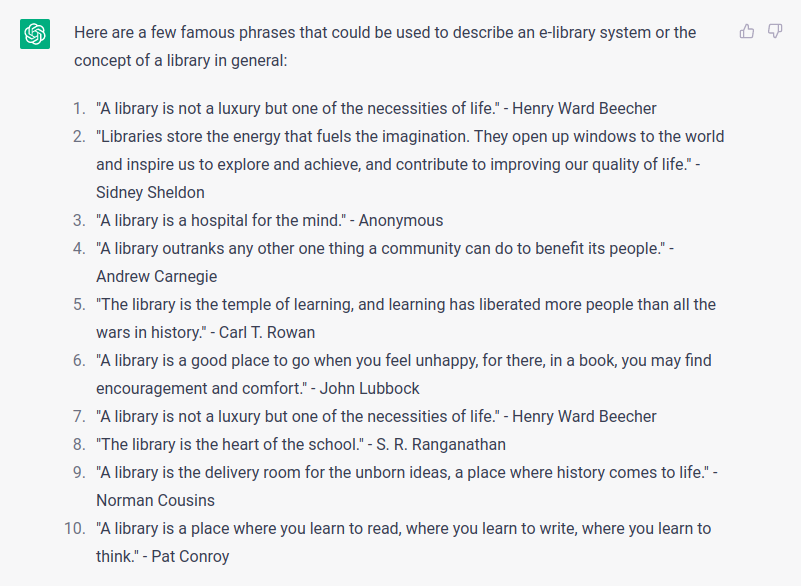 Here are a few famous phrases that could be used to describe an e-library system or the
concept of a library in general:
1. "A library is not a luxury but one of the necessities of life." - Henry Ward Beecher
2. "Libraries store the energy that fuels the imagination. They open up windows to the world
and inspire us to explore and achieve, and contribute to improving our quality of life." -
Sidney Sheldon
3. "A library is a hospital for the mind." - Anonymous
4. "A library outranks any other one thing a community can do to benefit its people." -
Andrew Carnegie
5. "The library is the temple of learning, and learning has liberated more people than all the
wars in history." - Carl T. Rowan
6. "A library is a good place to go when you feel unhappy, for there, in a book, you may find
encouragement and comfort." - John Lubbock
7. "A library is not a luxury but one of the necessities of life." - Henry Ward Beecher
8. "The library is the heart of the school." - S. R. Ranganathan
9. "A library is the delivery room for the unborn ideas, a place where history comes to life." -
Norman Cousins
10. "A library is a place where you learn to read, where you learn to write, where you learn to
think." - Pat Conroy